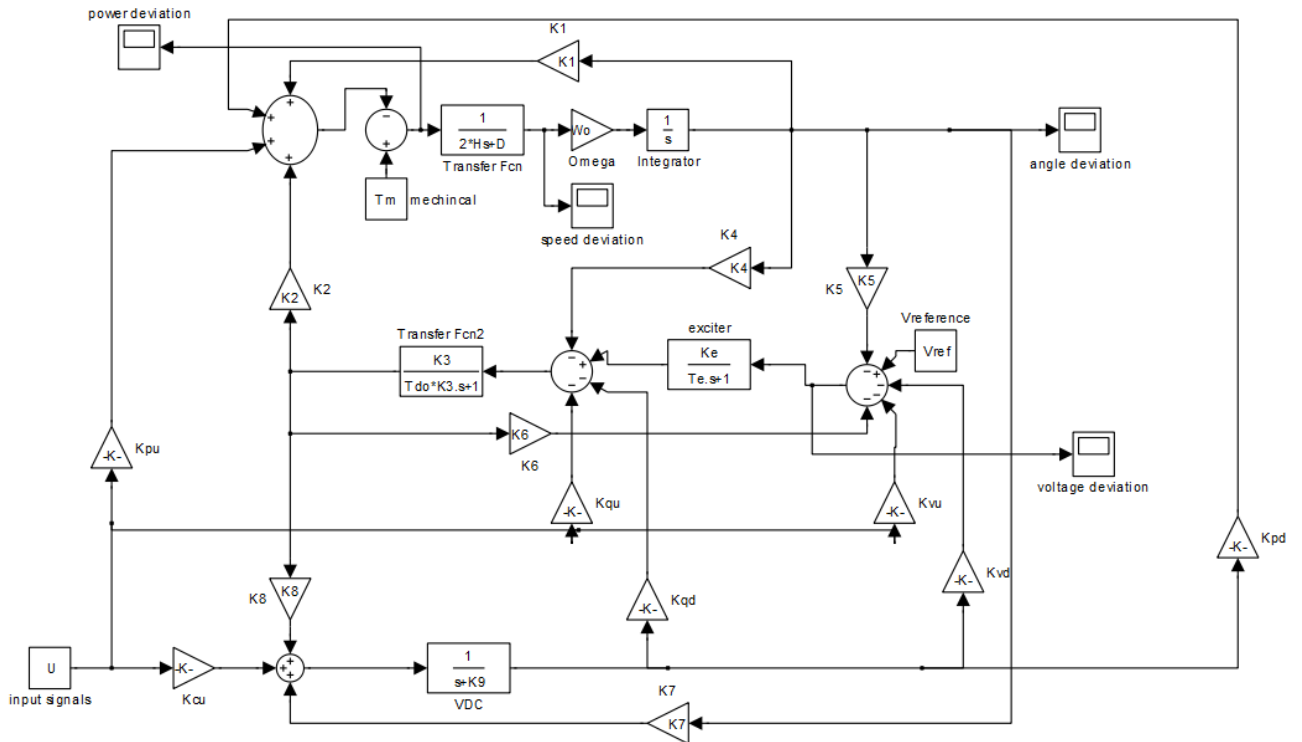 power deviation
K1
K1
+
+
+
+
−
+
1
2*Hs+D
Transfer Fcn
Wo
Omega
1
s
Integrator
angle deviation
Tm
mechincal
speed deviation
K4
K4
K5
K5
K2
K2
Transfer Fcn2
K3
Tdo*K3.s+1
−
+
−
−
−
exciter
Ke
Te.s+1
Vreference
Vref
−
+
−
−
−
K6
K6
voltage deviation
-K-
Kpu
-K-
Kqu
-K-
Kvu
-K-
Kpd
-K-
Kvd
-K-
Kqd
K8
K8
U
input signals
-K-
Kcu
+
+
+
1
s+K9
VDC
K7
K7